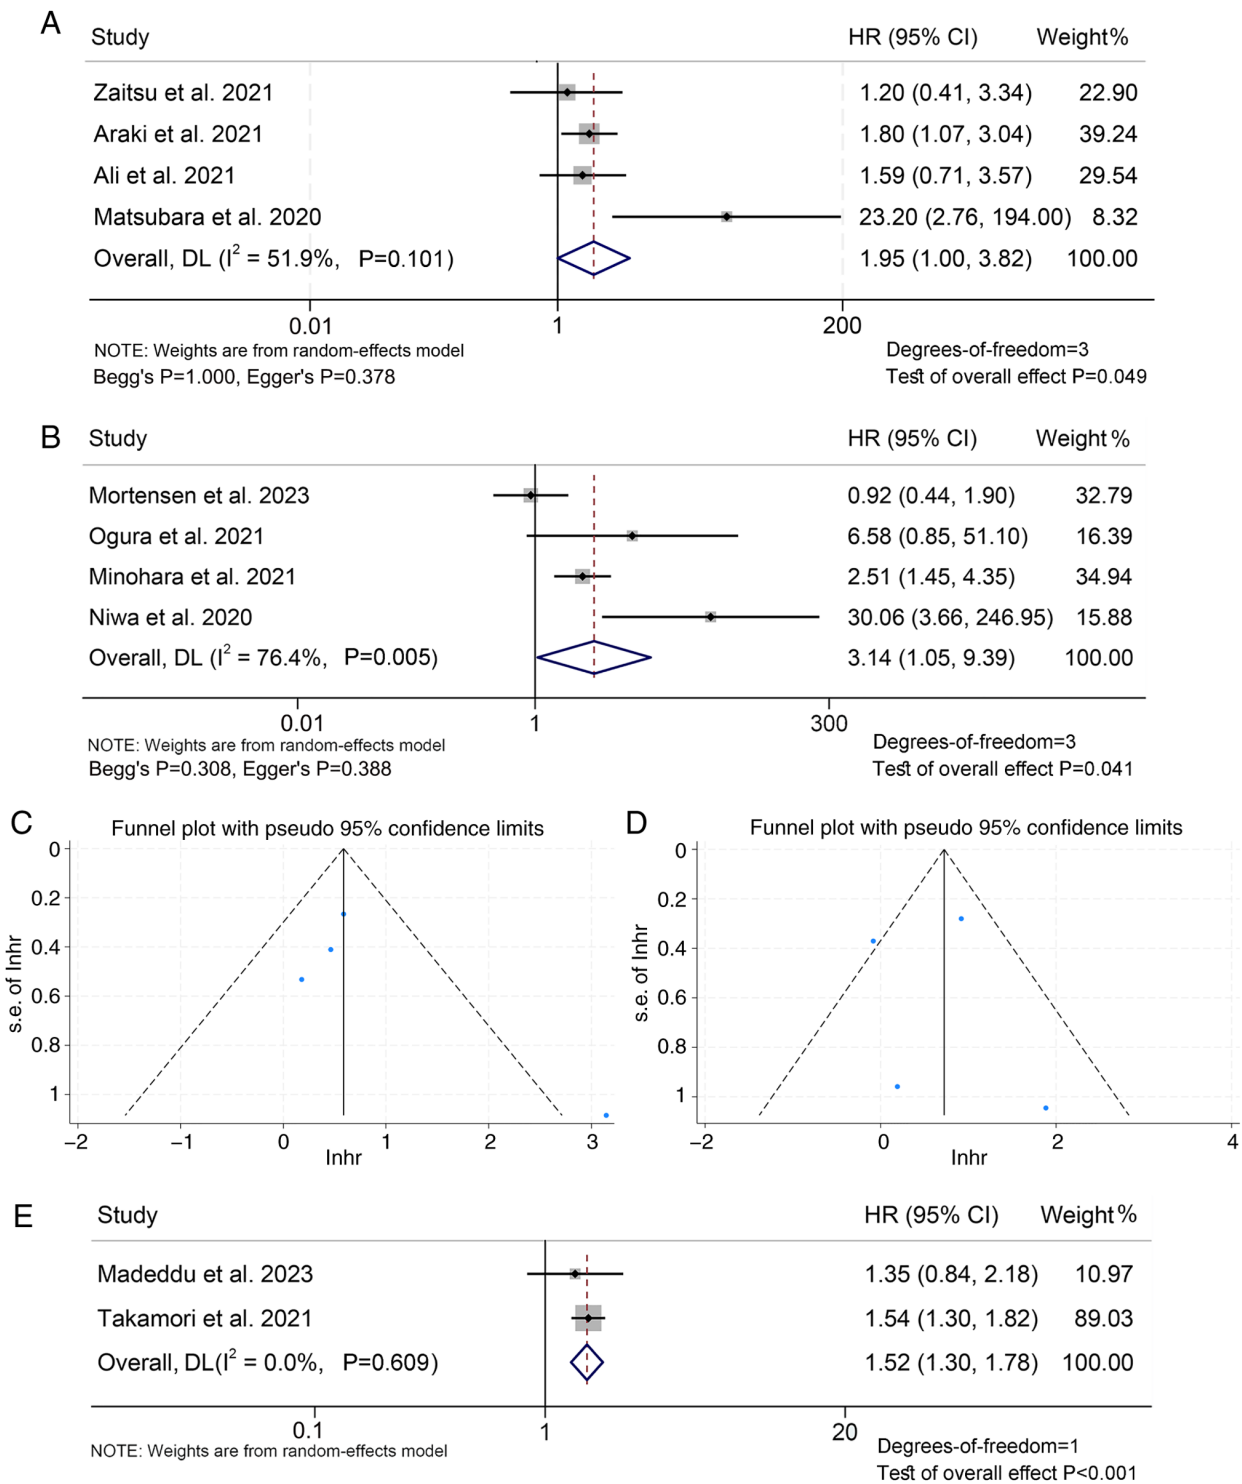 A
Study HR (95% CI) Weight%
Zaitsu et al. 2021 1.20 (0.41, 3.34) 22.90
Araki et al. 2021 1.80 (1.07, 3.04) 39.24
Ali et al. 2021 1.59 (0.71, 3.57) 29.54
Matsubara et al. 2020 23.20 (2.76, 194.00) 8.32
Overall, DL (I² = 51.9%, P=0.101) 1.95 (1.00, 3.82) 100.00
0.01 1 200
NOTE: Weights are from random-effects model Degrees-of-freedom=3
Begg's P=1.000, Egger's P=0.378 Test of overall effect P=0.049
B
Study HR (95% CI) Weight %
Mortensen et al. 2023 0.92 (0.44, 1.90) 32.79
Ogura et al. 2021 6.58 (0.85, 51.10) 16.39
Minohara et al. 2021 2.51 (1.45, 4.35) 34.94
Niwa et al. 2020 30.06 (3.66, 246.95) 15.88
Overall, DL (I² = 76.4%, P=0.005) 3.14 (1.05, 9.39) 100.00
0.01 1 300
NOTE: Weights are from random-effects model Degrees-of-freedom=3
Begg's P=0.308, Egger's P=0.388 Test of overall effect P=0.041
C
Funnel plot with pseudo 95% confidence limits
s.e. of lnhr
0
0.2
0.4
0.6
0.8
1
−2 −1 0 1 2 3
lnhr
D
Funnel plot with pseudo 95% confidence limits
s.e. of lnhr
0
0.2
0.4
0.6
0.8
1
−2 0 2 4
lnhr
E
Study HR (95% CI) Weight%
Madeddu et al. 2023 1.35 (0.84, 2.18) 10.97
Takamori et al. 2021 1.54 (1.30, 1.82) 89.03
Overall, DL(I² = 0.0%, P=0.609) 1.52 (1.30, 1.78) 100.00
0.1 1 20
NOTE: Weights are from random-effects model Degrees-of-freedom=1
Test of overall effect P<0.001